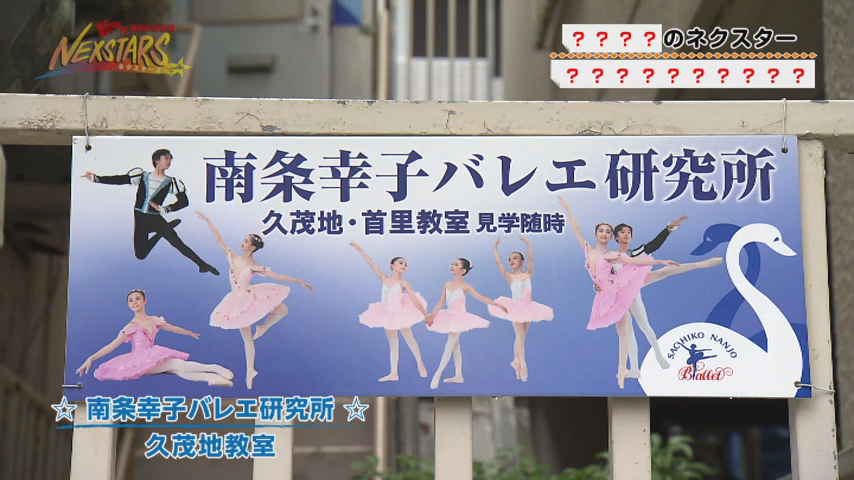 NEXSTARS
ネクスターズ
？？？？のネクスター
？？？？？？？？？？
南条幸子バレエ研究所
久茂地・首里教室 見学随時
SACHIKO NANJO
Ballet
☆ 南条幸子バレエ研究所 ☆
久茂地教室